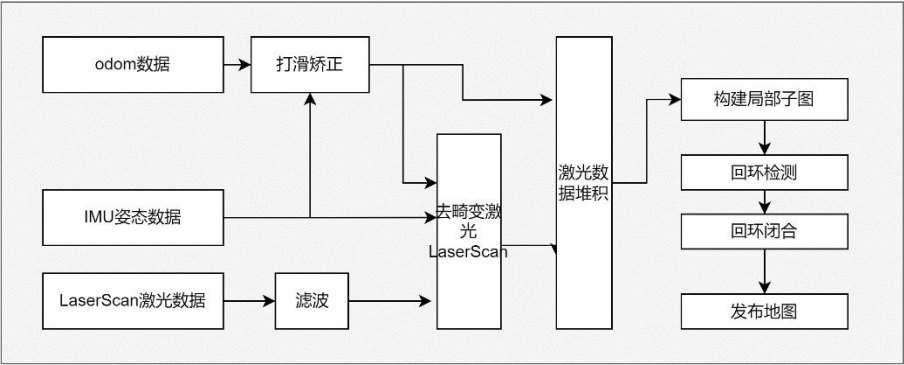 odom数据
打滑矫正
IMU姿态数据
LaserScan激光数据
滤波
去畸变激
光
LaserScan
激光数
据堆积
构建局部子图
回环检测
回环闭合
发布地图